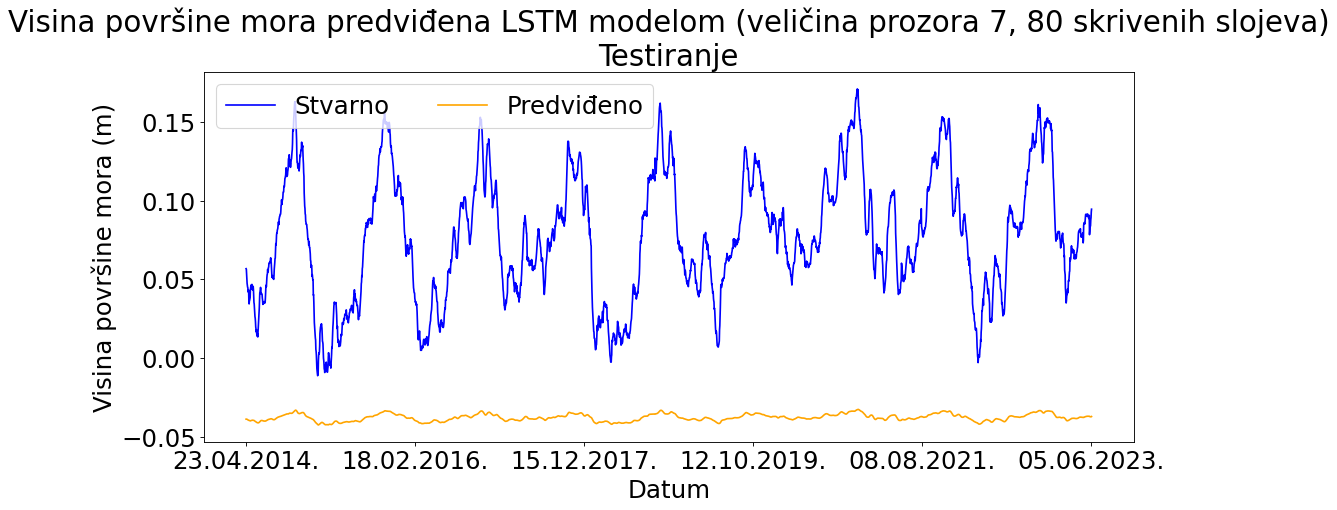 Visina površine mora predviđena LSTM modelom (veličina prozora 7, 80 skrivenih slojeva)
Testiranje
Stvarno
Predviđeno
Visina površine mora (m)
0.15
0.10
0.05
0.00
−0.05
23.04.2014.
18.02.2016.
15.12.2017.
12.10.2019.
08.08.2021.
05.06.2023.
Datum